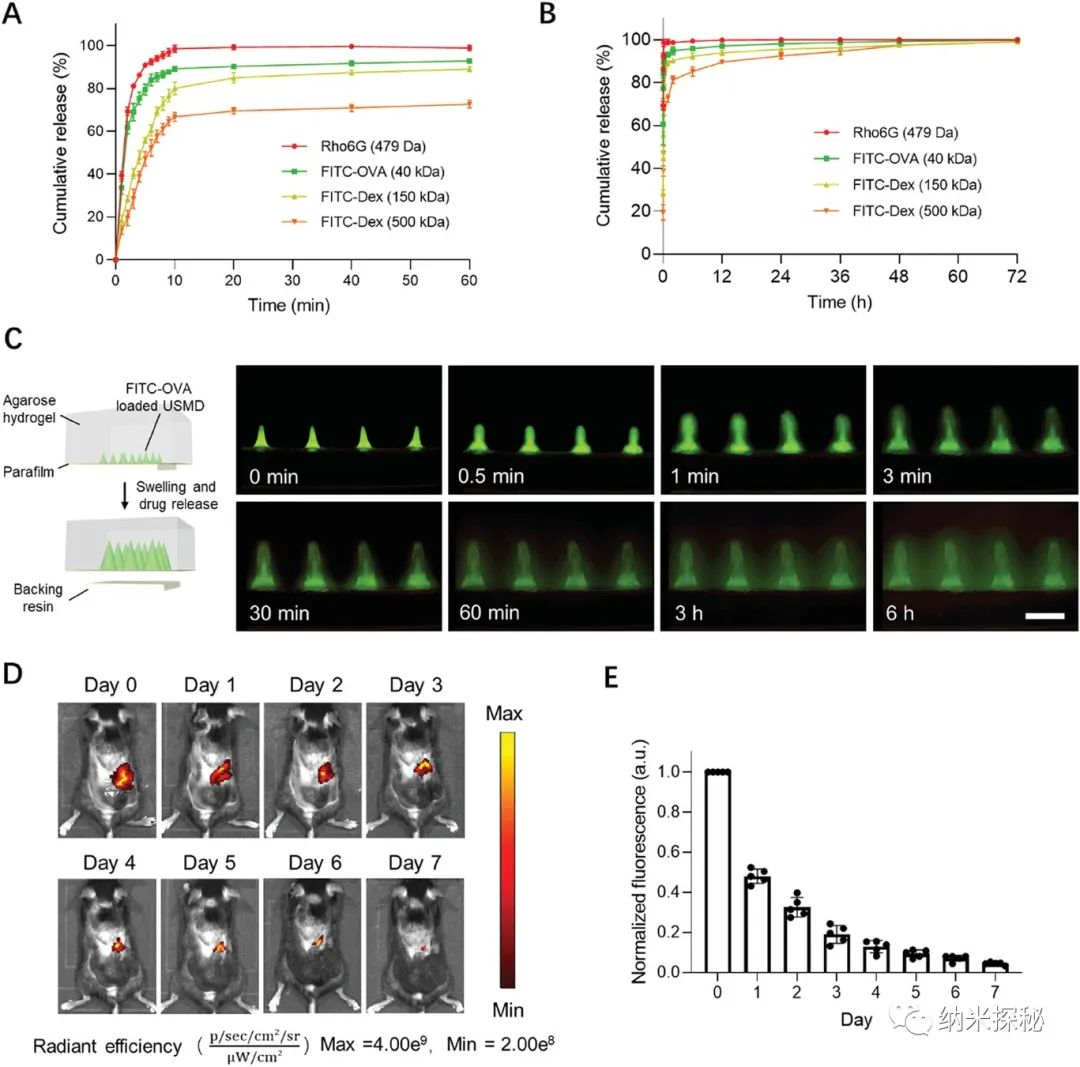 A
Cumulative release (%)
100
80
60
40
20
0
Rho6G (479 Da)
FITC-OVA (40 kDa)
FITC-Dex (150 kDa)
FITC-Dex (500 kDa)
0 10 20 30 40 50 60
Time (min)
B
Cumulative release (%)
100
80
60
40
20
0
Rho6G (479 Da)
FITC-OVA (40 kDa)
FITC-Dex (150 kDa)
FITC-Dex (500 kDa)
0 12 24 36 48 60 72
Time (h)
C
FITC-OVA
loaded USMD
Agarose
hydrogel
Parafilm
Swelling and
drug release
Backing
resin
0 min
0.5 min
1 min
3 min
30 min
60 min
3 h
6 h
D
Day 0 Day 1 Day 2 Day 3
Day 4 Day 5 Day 6 Day 7
Max
Min
Radiant efficiency ( p/sec/cm²/sr / μW/cm² ) Max =4.00e⁹, Min = 2.00e⁸
E
Normalized fluorescence (a.u.)
1.0
0.6
0.4
0.2
0.0
0 1 2 3 4 5 6 7
Day
纳米探秘